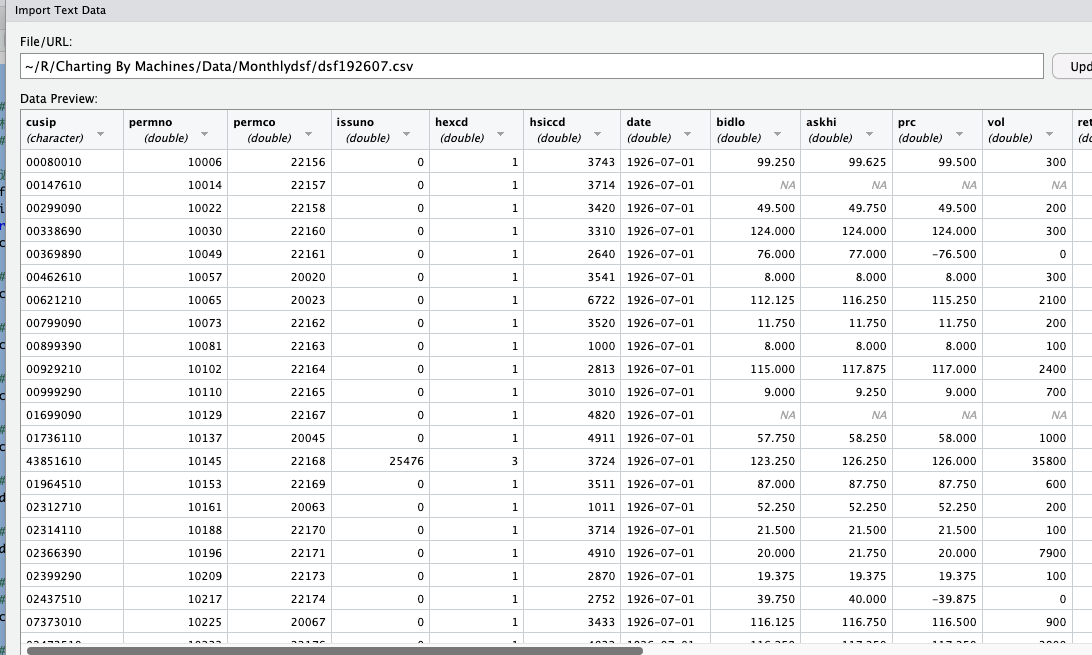 Import Text Data
File/URL:
~/R/Charting By Machines/Data/Monthlydsf/dsf192607.csv
Data Preview:
cusip permno permco issuno hexcd hsiccd date bidlo askhi prc vol
(character) (double) (double) (double) (double) (double) (double) (double) (double) (double) (double)
00080010 10006 22156 0 1 3743 1926-07-01 99.250 99.625 99.500 300
00147610 10014 22157 0 1 3714 1926-07-01 NA NA NA NA
00299090 10022 22158 0 1 3420 1926-07-01 49.500 49.750 49.500 200
00338690 10030 22160 0 1 3310 1926-07-01 124.000 124.000 124.000 300
00369890 10049 22161 0 1 2640 1926-07-01 76.000 77.000 -76.500 0
00462610 10057 20020 0 1 3541 1926-07-01 8.000 8.000 8.000 300
00621210 10065 20023 0 1 6722 1926-07-01 112.125 116.250 115.250 2100
00799090 10073 22162 0 1 3520 1926-07-01 11.750 11.750 11.750 200
00899390 10081 22163 0 1 1000 1926-07-01 8.000 8.000 8.000 100
00929210 10102 22164 0 1 2813 1926-07-01 115.000 117.875 117.000 2400
00999290 10110 22165 0 1 3010 1926-07-01 9.000 9.250 9.000 700
01699090 10129 22167 0 1 4820 1926-07-01 NA NA NA NA
01736110 10137 20045 0 1 4911 1926-07-01 57.750 58.250 58.000 1000
43851610 10145 22168 25476 3 3724 1926-07-01 123.250 126.250 126.000 35800
01964510 10153 22169 0 1 3511 1926-07-01 87.000 87.750 87.750 600
02312710 10161 20063 0 1 1011 1926-07-01 52.250 52.250 52.250 200
02314110 10188 22170 0 1 3714 1926-07-01 21.500 21.500 21.500 100
02366390 10196 22171 0 1 4910 1926-07-01 20.000 21.750 20.000 7900
02399290 10209 22173 0 1 2870 1926-07-01 19.375 19.375 19.375 100
02437510 10217 22174 0 1 2752 1926-07-01 39.750 40.000 -39.875 0
07373010 10225 20067 0 1 3433 1926-07-01 116.125 116.750 116.500 900